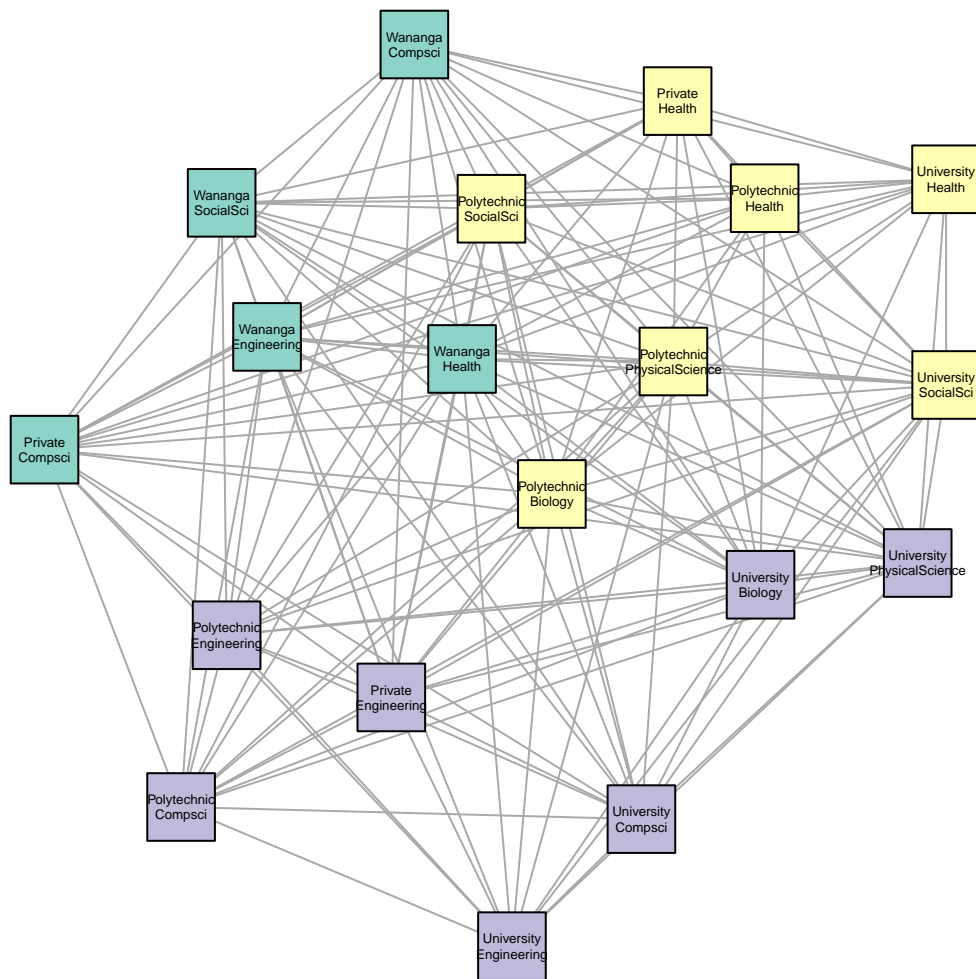 Wananga
Compsci
Private
Health
University
Health
Polytechnic
Health
Wananga
SocialSci
Polytechnic
SocialSci
Wananga
Engineering
Wananga
Health
Polytechnic
PhysicalScience
University
SocialSci
Private
Compsci
Polytechnic
Biology
University
PhysicalScience
University
Biology
Polytechnic
Engineering
Private
Engineering
Polytechnic
Compsci
University
Compsci
University
Engineering